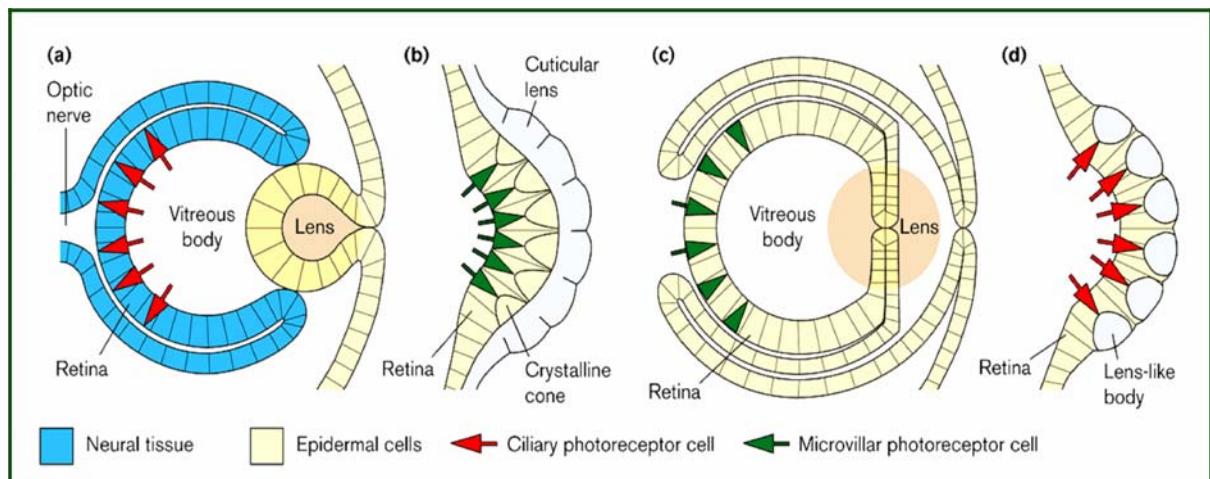 (a)
Optic
nerve
Vitreous
body
Lens
Retina
(b)
Cuticular
lens
Retina
Crystalline
cone
(c)
Vitreous
body
Lens
Retina
(d)
Retina
Lens-like
body
Neural tissue
Epidermal cells
Ciliary photoreceptor cell
Microvillar photoreceptor cell